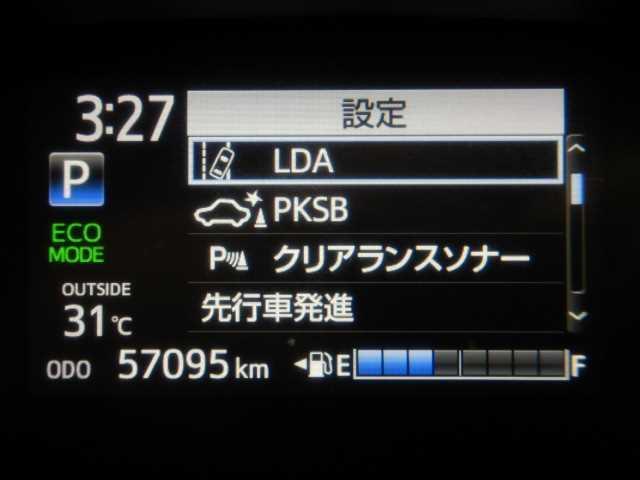 3:27
設定
P
LDA
PKSB
ECO
MODE
P クリアランスソナー
OUTSIDE
31℃
先行車発進
ODO 57095 km E F